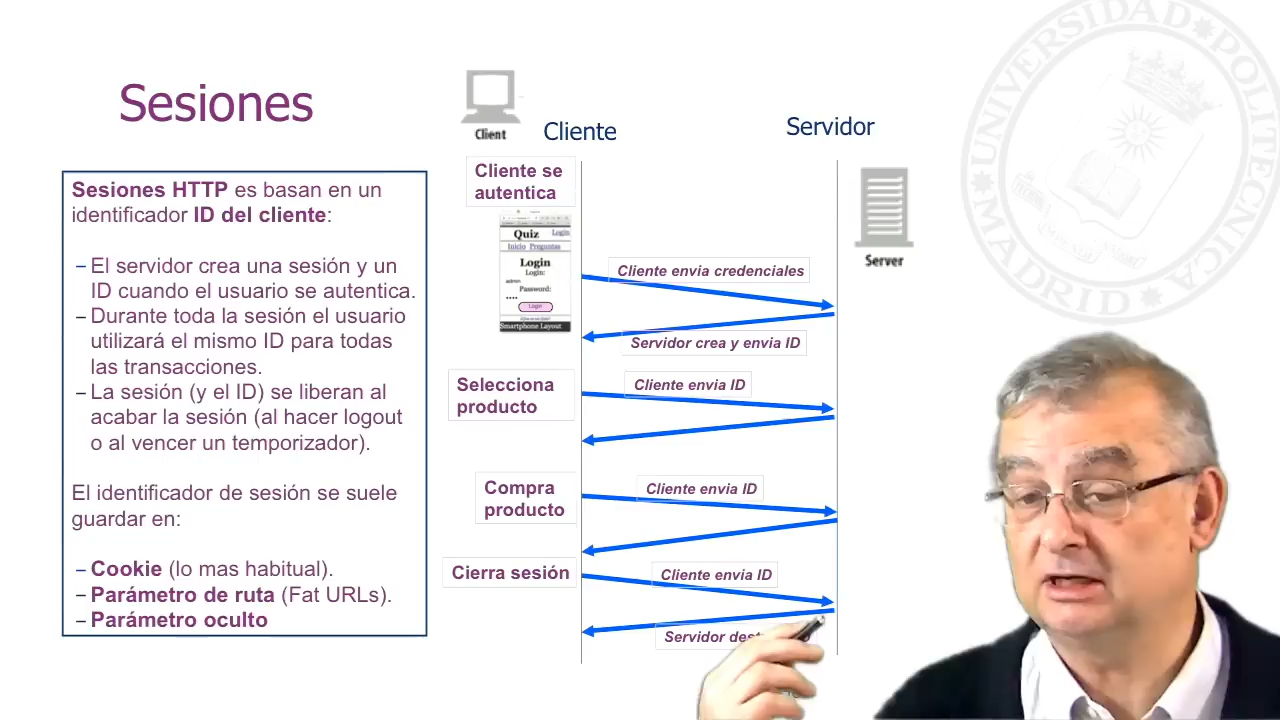 Sesiones
Client
Cliente
Servidor
UNIVERSIDAD POLITÉCNICA
MADRID
Sesiones HTTP es basan en un
identificador ID del cliente:
– El servidor crea una sesión y un
ID cuando el usuario se autentica.
– Durante toda la sesión el usuario
utilizará el mismo ID para todas
las transacciones.
– La sesión (y el ID) se liberan al
acabar la sesión (al hacer logout
o al vencer un temporizador).
El identificador de sesión se suele
guardar en:
– Cookie (lo mas habitual).
– Parámetro de ruta (Fat URLs).
– Parámetro oculto
Cliente se
autentica
Quiz
Login
Inicio Preguntas
Login
Login:
admin
Password:
••••
Login
Smartphone Layout
Server
Cliente envia credenciales
Servidor crea y envia ID
Selecciona
producto
Cliente envia ID
Compra
producto
Cliente envia ID
Cierra sesión
Cliente envia ID
Servidor